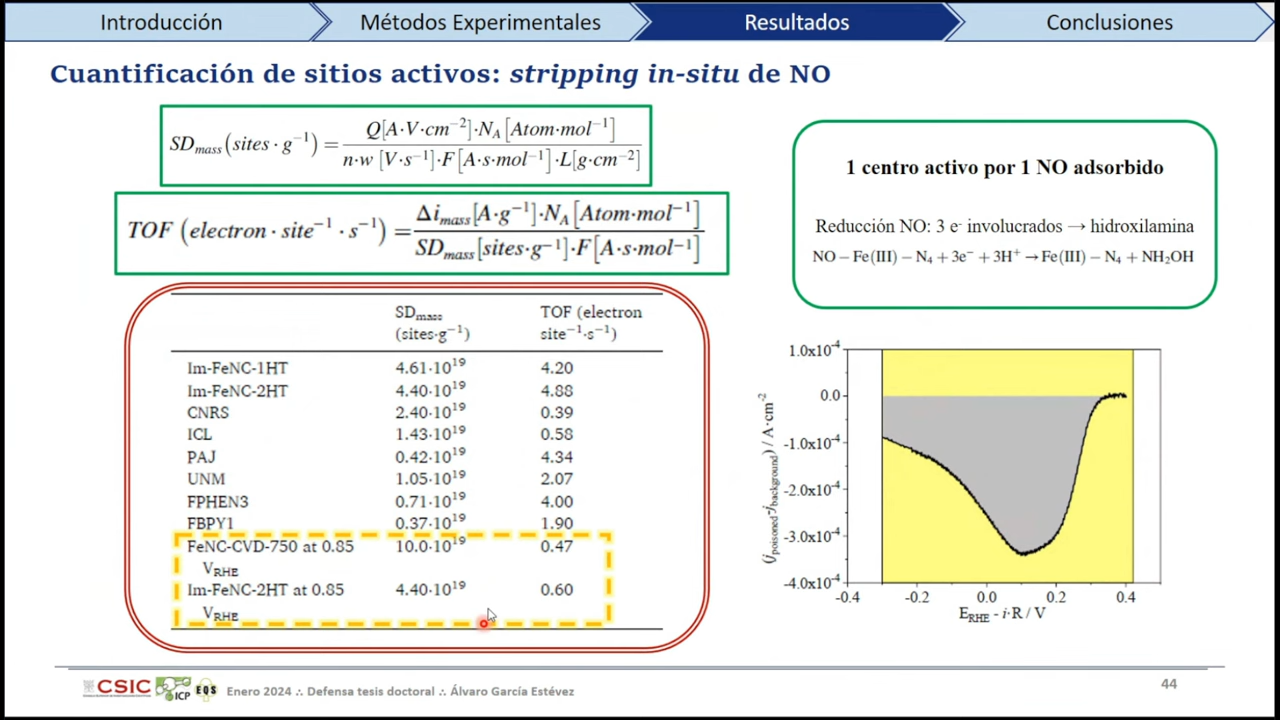 Introducción
Métodos Experimentales
Resultados
Conclusiones
Cuantificación de sitios activos: stripping in-situ de NO
SD_mass (sites · g⁻¹) = Q[A·V·cm⁻²]·N_A[Atom·mol⁻¹] / n·w [V·s⁻¹]·F[A·s·mol⁻¹]·L[g·cm⁻²]
TOF (electron · site⁻¹ · s⁻¹) = Δi_mass[A·g⁻¹]·N_A[Atom·mol⁻¹] / SD_mass[sites·g⁻¹]·F[A·s·mol⁻¹]
1 centro activo por 1 NO adsorbido
Reducción NO: 3 e⁻ involucrados → hidroxilamina
NO – Fe(III) – N₄ + 3e⁻ + 3H⁺ → Fe(III) – N₄ + NH₂OH
SD_mass TOF (electron
(sites·g⁻¹) site⁻¹·s⁻¹)
Im-FeNC-1HT 4.61·10¹⁹ 4.20
Im-FeNC-2HT 4.40·10¹⁹ 4.88
CNRS 2.40·10¹⁹ 0.39
ICL 1.43·10¹⁹ 0.58
PAJ 0.42·10¹⁹ 4.34
UNM 1.05·10¹⁹ 2.07
FPHEN3 0.71·10¹⁹ 4.00
FBPY1 0.37·10¹⁹ 1.90
FeNC-CVD-750 at 0.85 10.0·10¹⁹ 0.47
V_RHE
Im-FeNC-2HT at 0.85 4.40·10¹⁹ 0.60
V_RHE
(j_poisoned-j_background) / A·cm⁻²
1.0x10⁻⁴
0.0
-1.0x10⁻⁴
-2.0x10⁻⁴
-3.0x10⁻⁴
-4.0x10⁻⁴
-0.4 -0.2 0.0 0.2 0.4
E_RHE - i·R / V
CSIC
ICP
EQS
Enero 2024 ∴ Defensa tesis doctoral ∴ Álvaro García Estévez
44